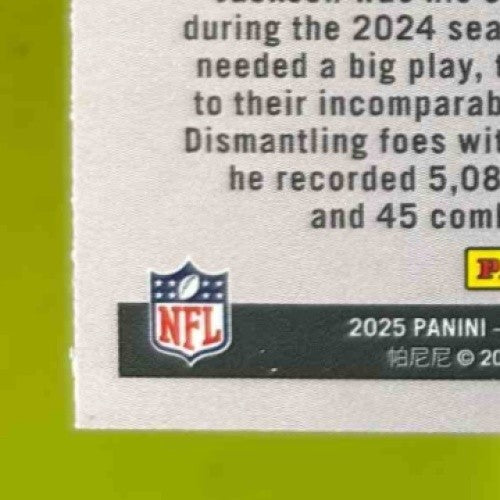 during the 2024 sea
needed a big play,
to their incomparab
Dismantling foes wit
he recorded 5,08
and 45 com
P
NFL
2025 PANINI -
帕尼尼 © 20